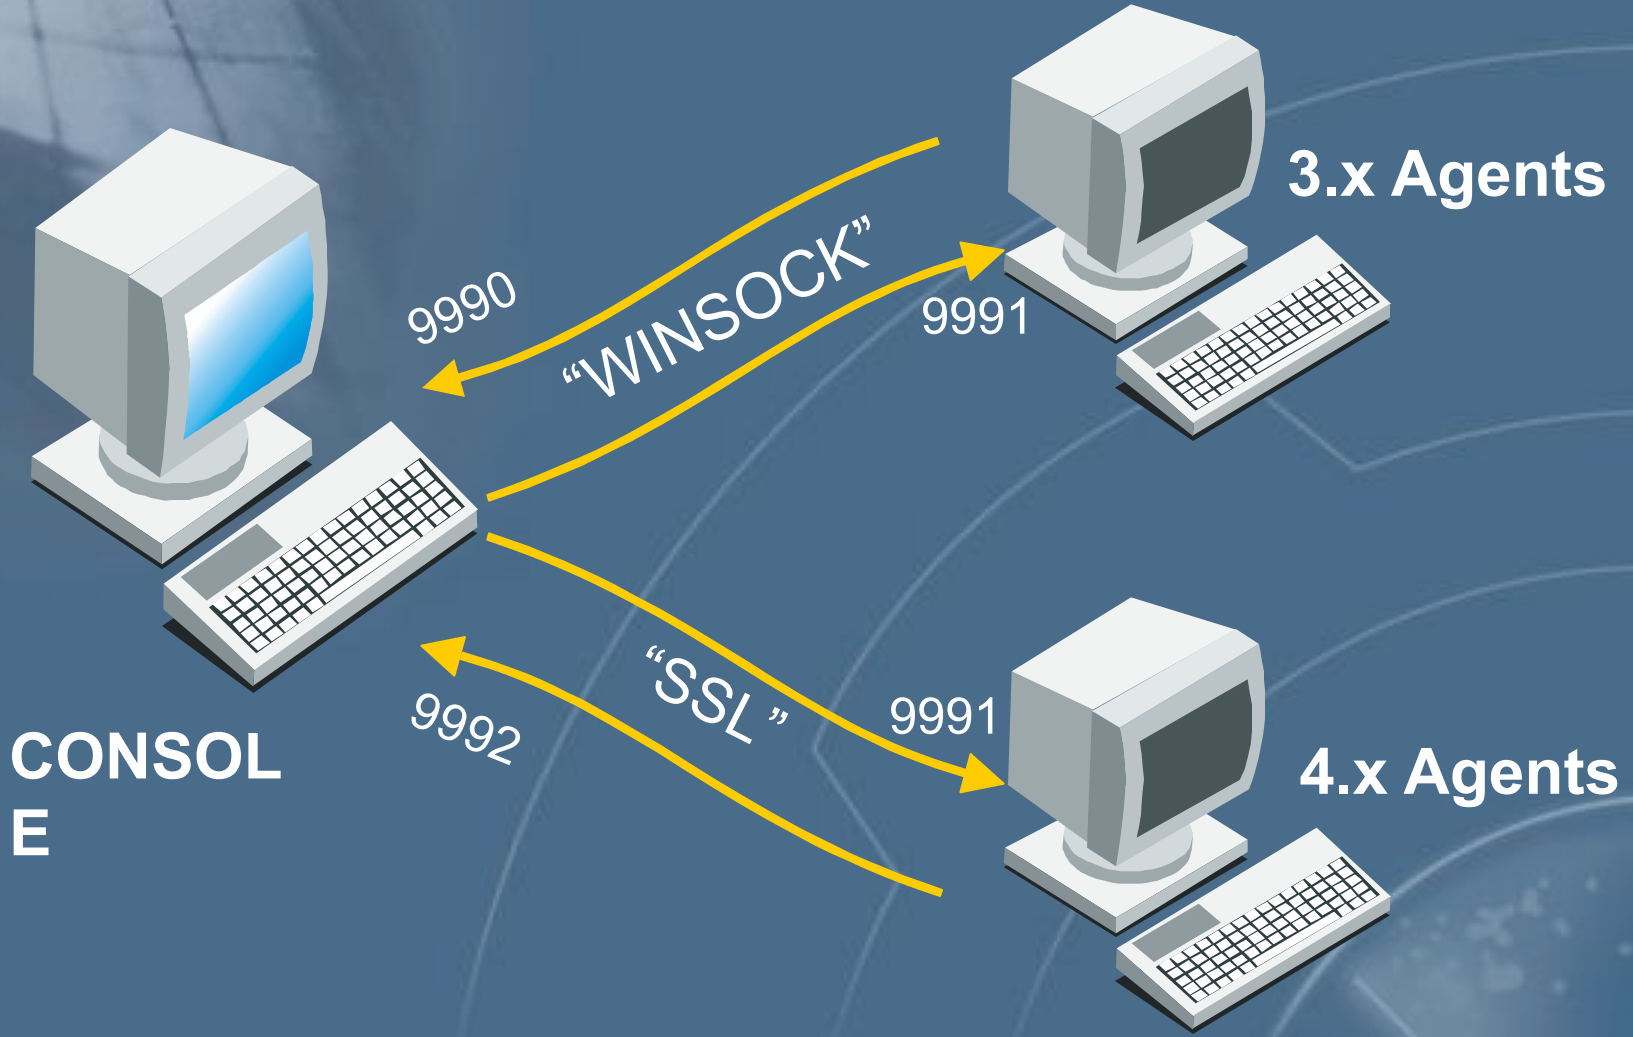 3.x Agents
9990
“WINSOCK”
9991
“SSL”
9992
9991
CONSOL
E
4.x Agents